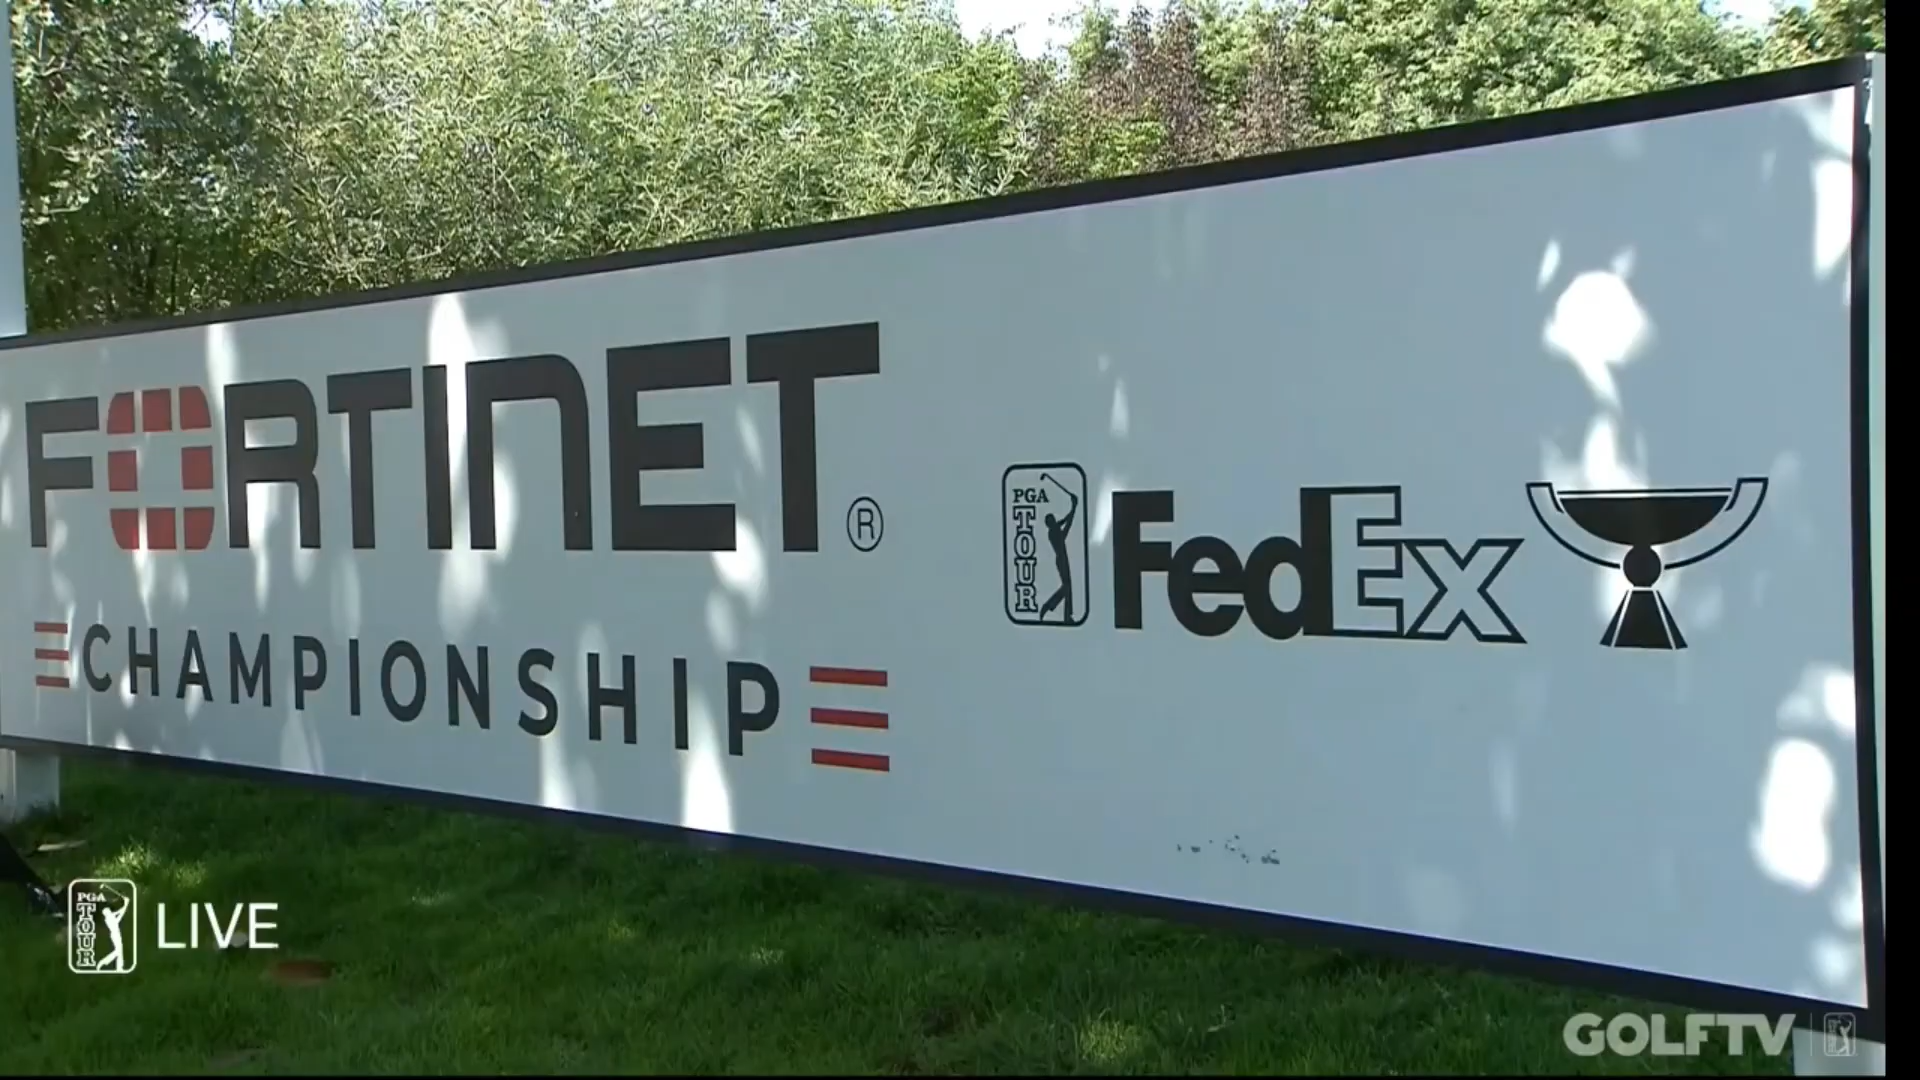 FORTINET ®
CHAMPIONSHIP
PGA TOUR FedEx
PGA TOUR LIVE
GOLFTV